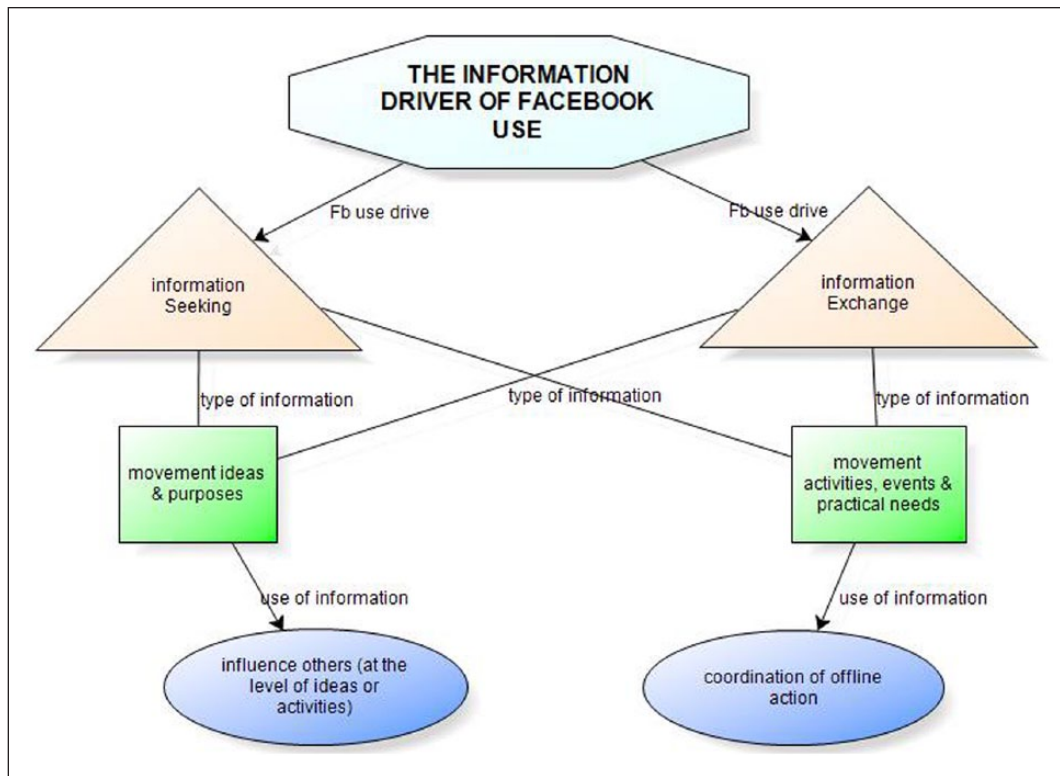 THE INFORMATION
DRIVER OF FACEBOOK
USE
Fb use drive
Fb use drive
information
Seeking
information
Exchange
type of information
type of information
type of information
movement ideas
& purposes
movement
activities, events &
practical needs
use of information
use of information
influence others (at the
level of ideas or
activities)
coordination of offline
action